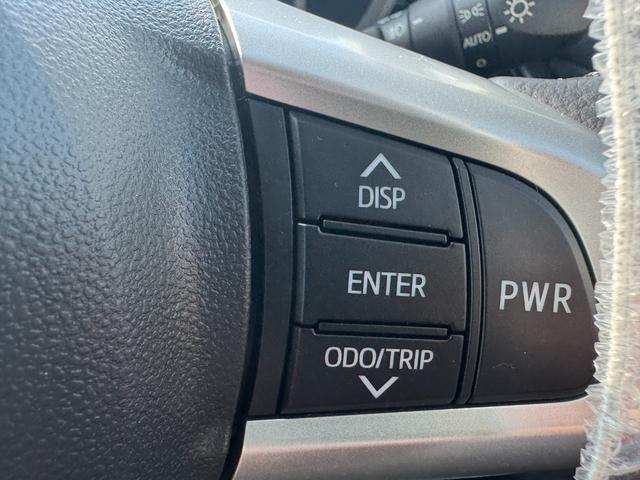 AUTO
DISP
ENTER
PWR
ODO/TRIP